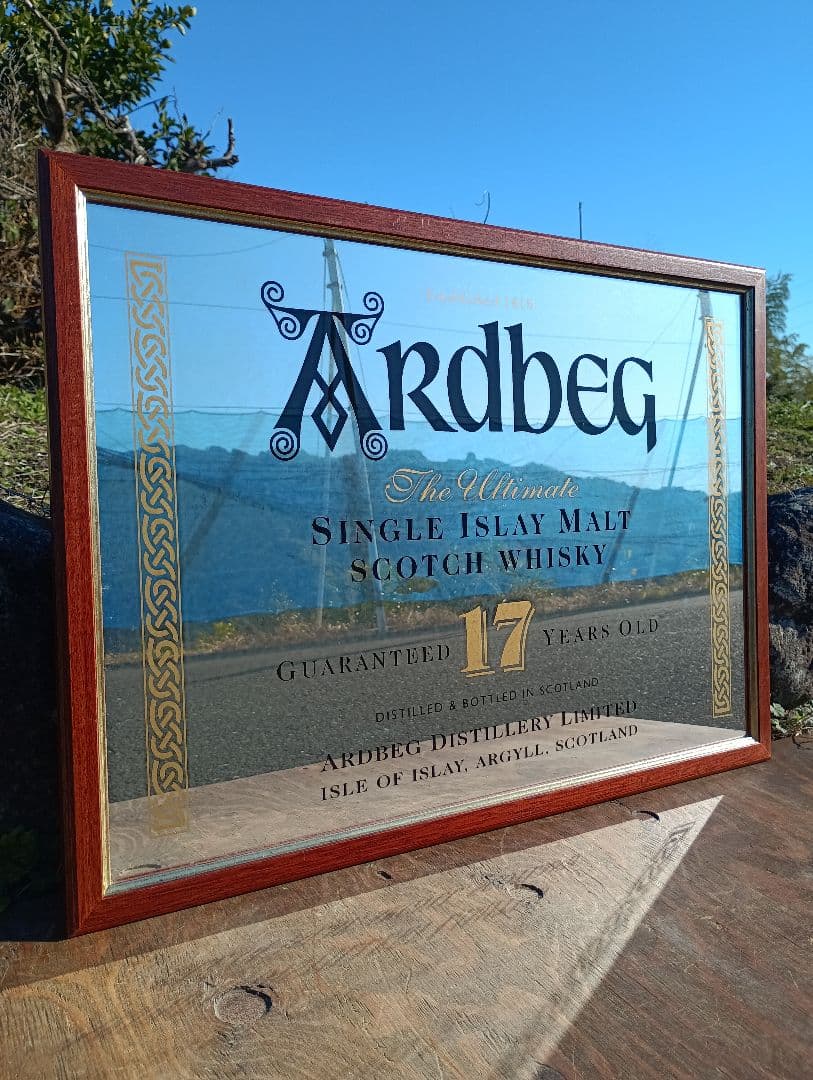 ARDBEG
The Ultimate
SINGLE ISLAY MALT
SCOTCH WHISKY
GUARANTEED 17 YEARS OLD
DISTILLED & BOTTLED IN SCOTLAND
ARDBEG DISTILLERY LIMITED
ISLE OF ISLAY, ARGYLL, SCOTLAND